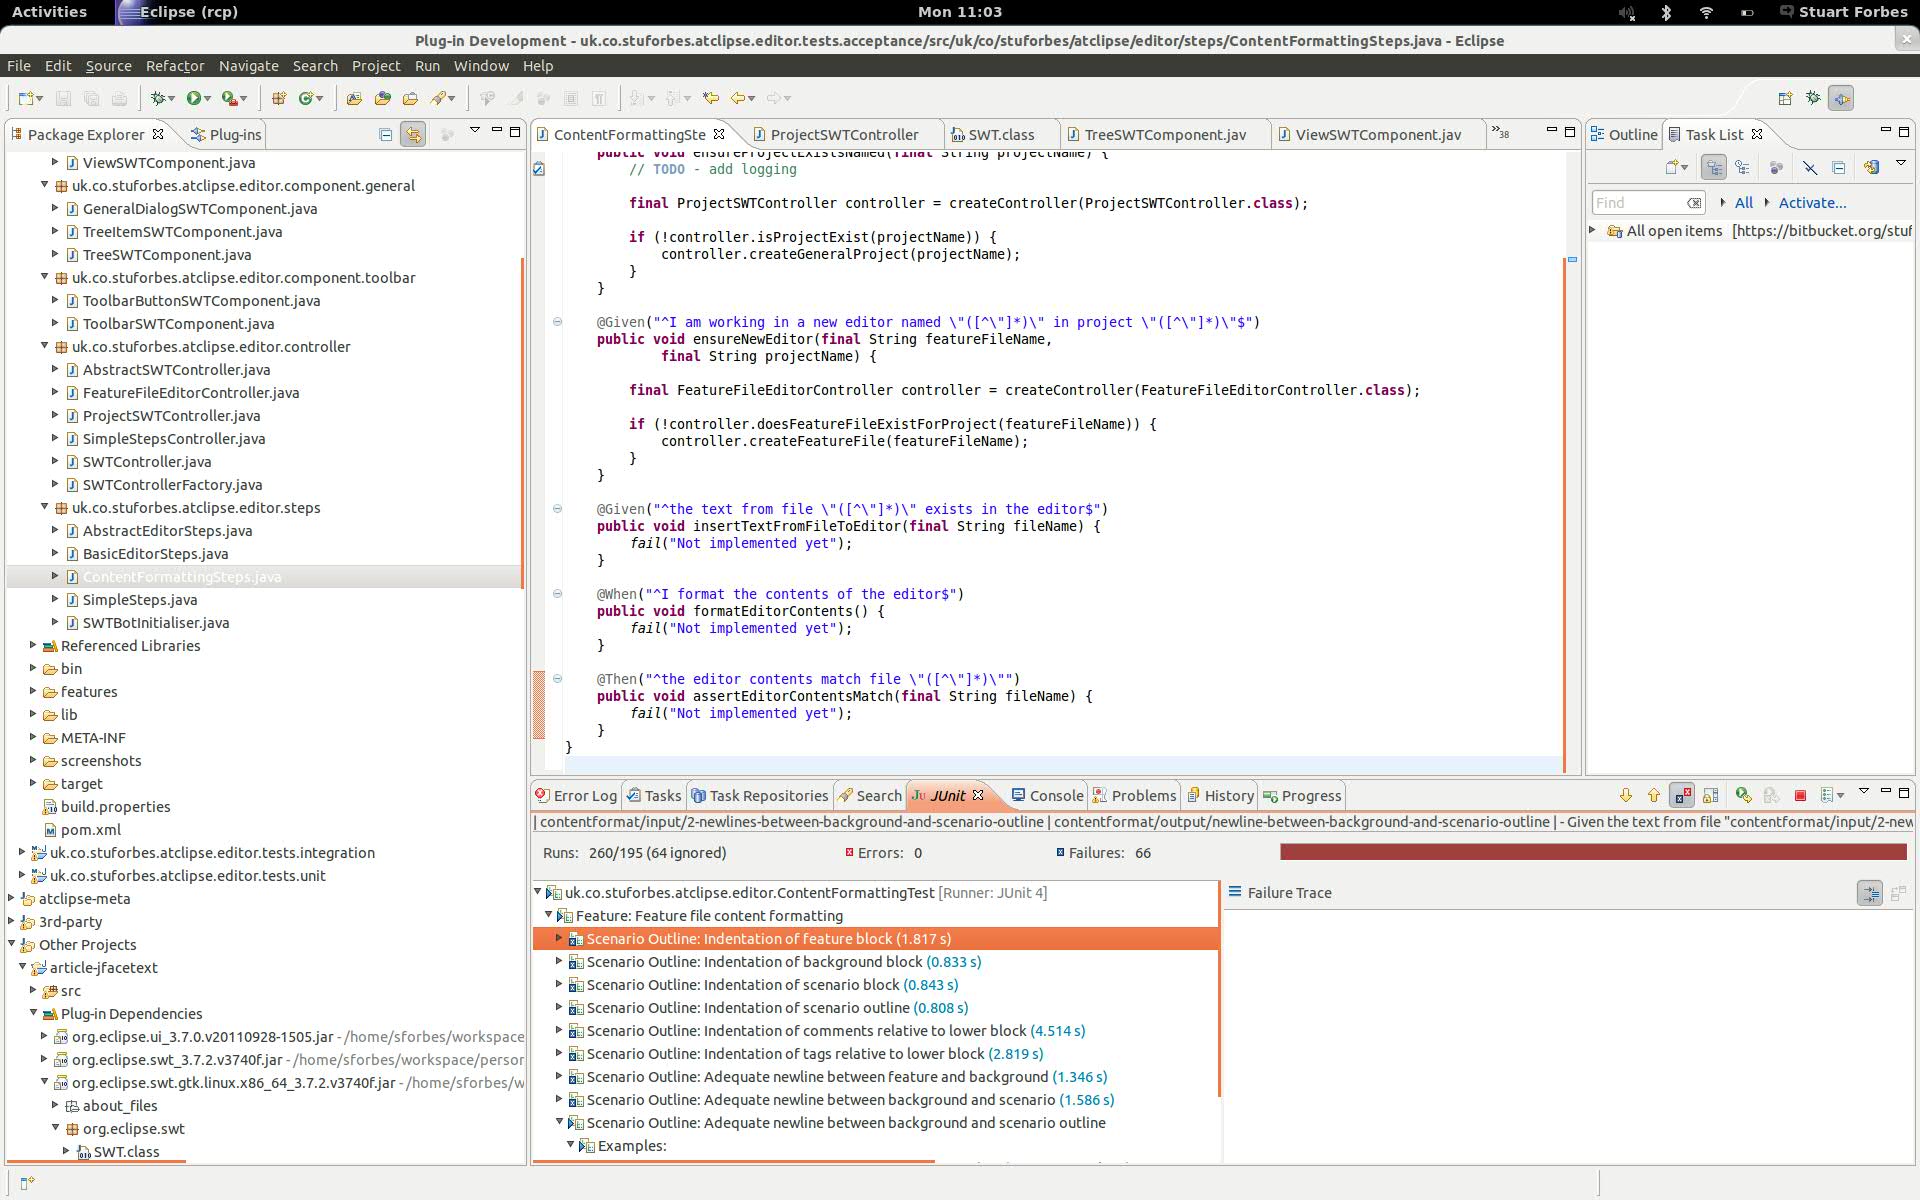 Activities Eclipse (rcp) Mon 11:03 Stuart Forbes
Plug-in Development - uk.co.stuforbes.atclipse.editor.tests.acceptance/src/uk/co/stuforbes/atclipse/editor/steps/ContentFormattingSteps.java - Eclipse
File Edit Source Refactor Navigate Search Project Run Window Help
Package Explorer Plug-ins
ViewSWTComponent.java
uk.co.stuforbes.atclipse.editor.component.general
GeneralDialogSWTComponent.java
TreeItemSWTComponent.java
TreeSWTComponent.java
uk.co.stuforbes.atclipse.editor.component.toolbar
ToolbarButtonSWTComponent.java
ToolbarSWTComponent.java
uk.co.stuforbes.atclipse.editor.controller
AbstractSWTController.java
FeatureFileEditorController.java
ProjectSWTController.java
SimpleStepsController.java
SWTController.java
SWTControllerFactory.java
uk.co.stuforbes.atclipse.editor.steps
AbstractEditorSteps.java
BasicEditorSteps.java
ContentFormattingSteps.java
SimpleSteps.java
SWTBotInitialiser.java
Referenced Libraries
bin
features
lib
META-INF
screenshots
target
build.properties
pom.xml
uk.co.stuforbes.atclipse.editor.tests.integration
uk.co.stuforbes.atclipse.editor.tests.unit
atclipse-meta
3rd-party
Other Projects
article-jfacetext
src
Plug-in Dependencies
org.eclipse.ui_3.7.0.v20110928-1505.jar - /home/sforbes/workspace
org.eclipse.swt_3.7.2.v3740f.jar - /home/sforbes/workspace/person
org.eclipse.swt.gtk.linux.x86_64_3.7.2.v3740f.jar - /home/sforbes/w
about_files
org.eclipse.swt
SWT.class
ContentFormattingSte ProjectSWTController SWT.class TreeSWTComponent.jav ViewSWTComponent.jav »38
public void ensureProjectExistsNamed(final String projectName) {
// TODO - add logging
final ProjectSWTController controller = createController(ProjectSWTController.class);
if (!controller.isProjectExist(projectName)) {
controller.createGeneralProject(projectName);
}
}
@Given("^I am working in a new editor named \"([^\"]*)\" in project \"([^\"]*)\"$")
public void ensureNewEditor(final String featureFileName,
final String projectName) {
final FeatureFileEditorController controller = createController(FeatureFileEditorController.class);
if (!controller.doesFeatureFileExistForProject(featureFileName)) {
controller.createFeatureFile(featureFileName);
}
}
@Given("^the text from file \"([^\"]*)\" exists in the editor$")
public void insertTextFromFileToEditor(final String fileName) {
fail("Not implemented yet");
}
@When("^I format the contents of the editor$")
public void formatEditorContents() {
fail("Not implemented yet");
}
@Then("^the editor contents match file \"([^\"]*)\"")
public void assertEditorContentsMatch(final String fileName) {
fail("Not implemented yet");
}
}
Outline Task List
Find All Activate...
All open items [https://bitbucket.org/stuf
Error Log Tasks Task Repositories Search JUnit Console Problems History Progress
| contentformat/input/2-newlines-between-background-and-scenario-outline | contentformat/output/newline-between-background-and-scenario-outline | - Given the text from file "contentformat/input/2-new
Runs: 260/195 (64 ignored) Errors: 0 Failures: 66
uk.co.stuforbes.atclipse.editor.ContentFormattingTest [Runner: JUnit 4]
Feature: Feature file content formatting
Scenario Outline: Indentation of feature block (1.817 s)
Scenario Outline: Indentation of background block (0.833 s)
Scenario Outline: Indentation of scenario block (0.843 s)
Scenario Outline: Indentation of scenario outline (0.808 s)
Scenario Outline: Indentation of comments relative to lower block (4.514 s)
Scenario Outline: Indentation of tags relative to lower block (2.819 s)
Scenario Outline: Adequate newline between feature and background (1.346 s)
Scenario Outline: Adequate newline between background and scenario (1.586 s)
Scenario Outline: Adequate newline between background and scenario outline
Examples:
Failure Trace